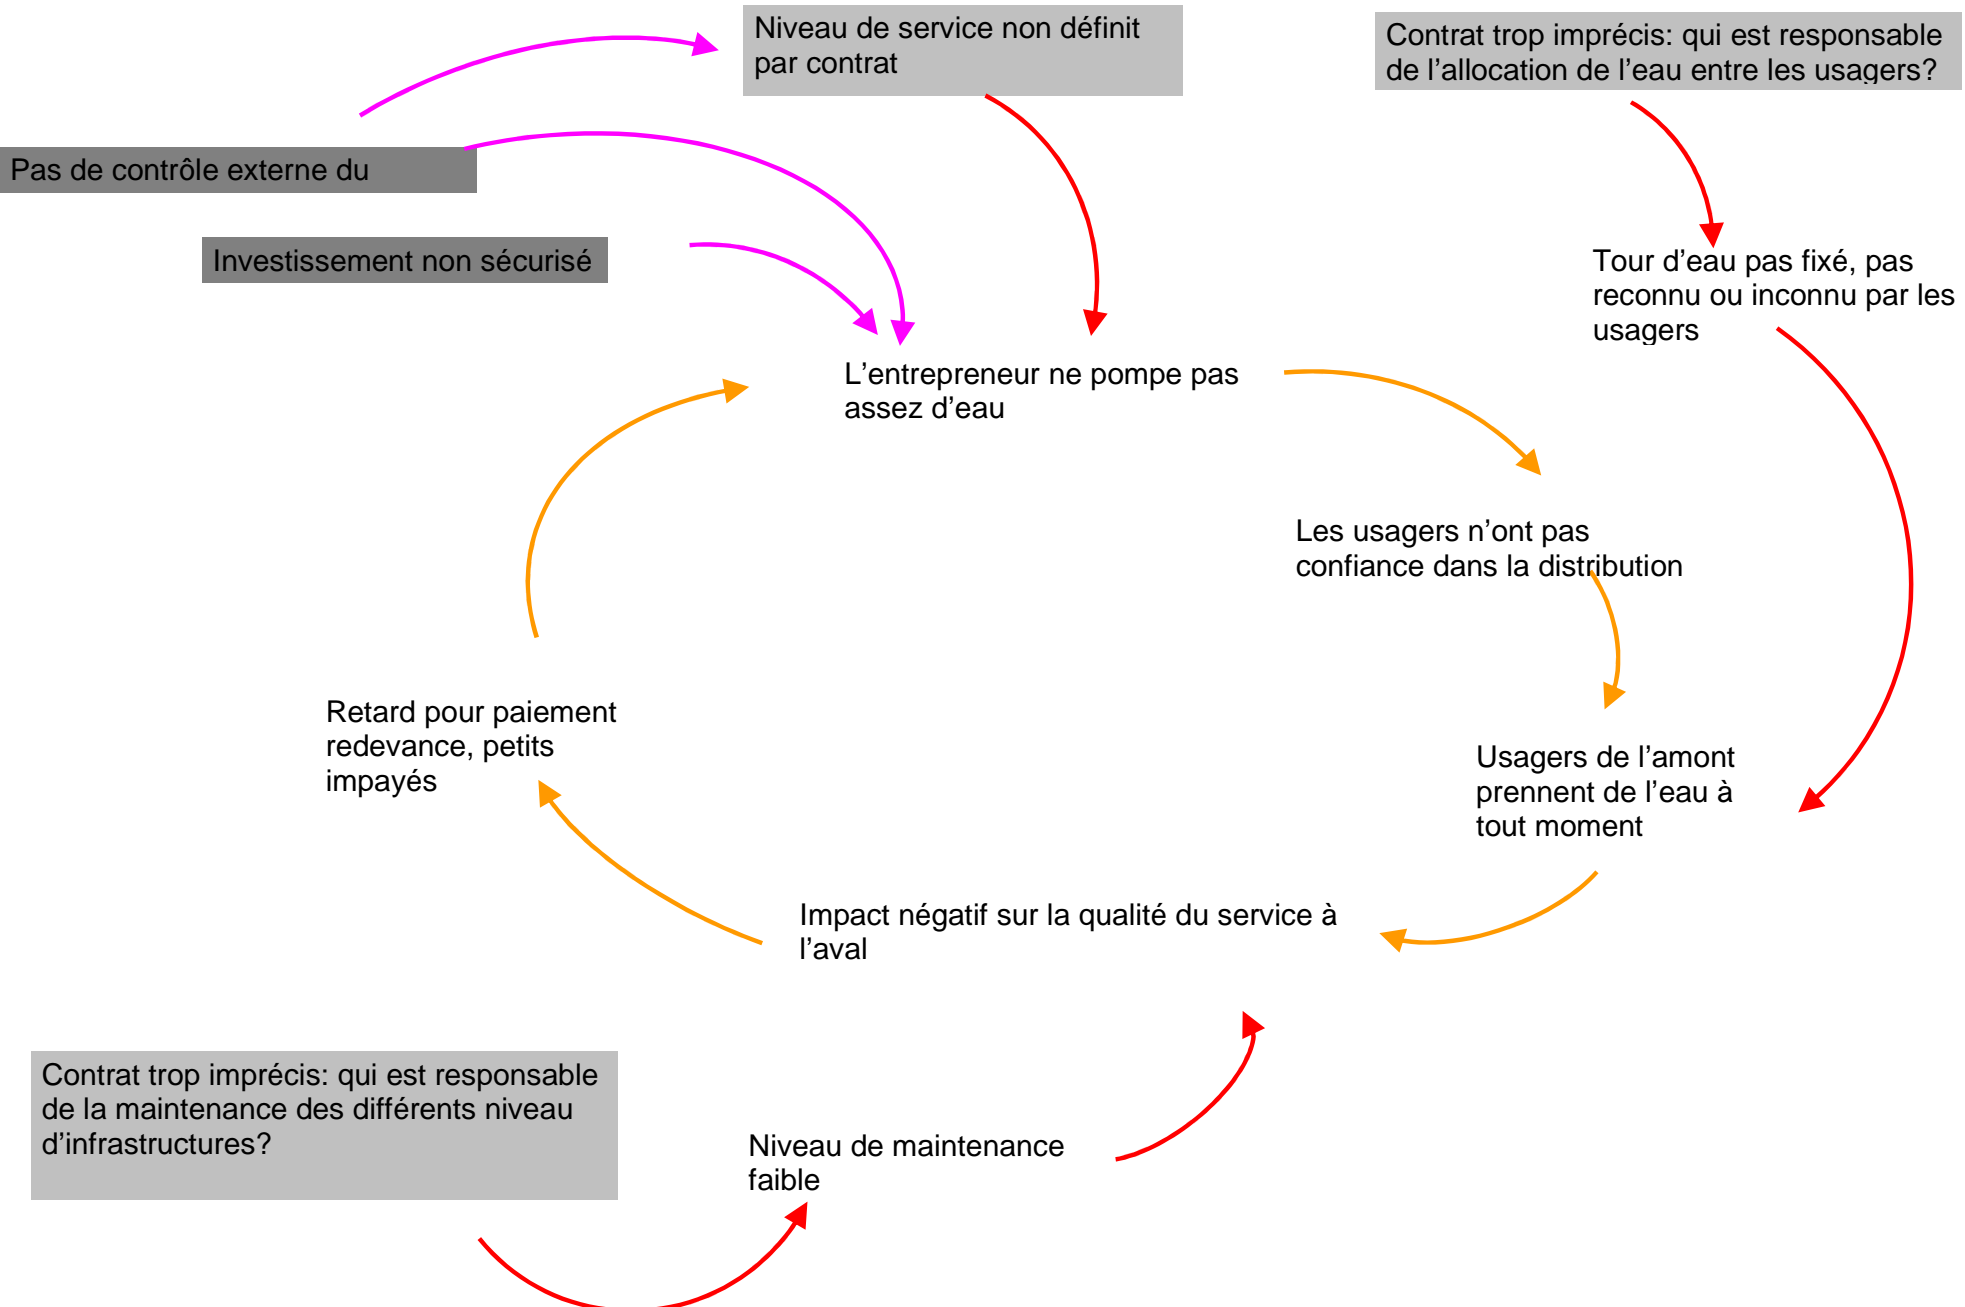 Niveau de service non définit
par contrat
Contrat trop imprécis: qui est responsable
de l’allocation de l’eau entre les usagers?
Pas de contrôle externe du
Investissement non sécurisé
Tour d’eau pas fixé, pas
reconnu ou inconnu par les
usagers
L’entrepreneur ne pompe pas
assez d’eau
Les usagers n’ont pas
confiance dans la distribution
Retard pour paiement
redevance, petits
impayés
Usagers de l’amont
prennent de l’eau à
tout moment
Impact négatif sur la qualité du service à
l’aval
Contrat trop imprécis: qui est responsable
de la maintenance des différents niveau
d’infrastructures?
Niveau de maintenance
faible